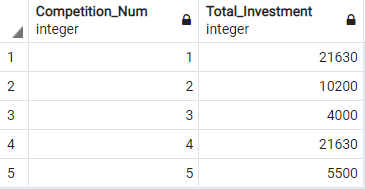 Competition_Num Total_Investment
integer integer
1 1 21630
2 2 10200
3 3 4000
4 4 21630
5 5 5500